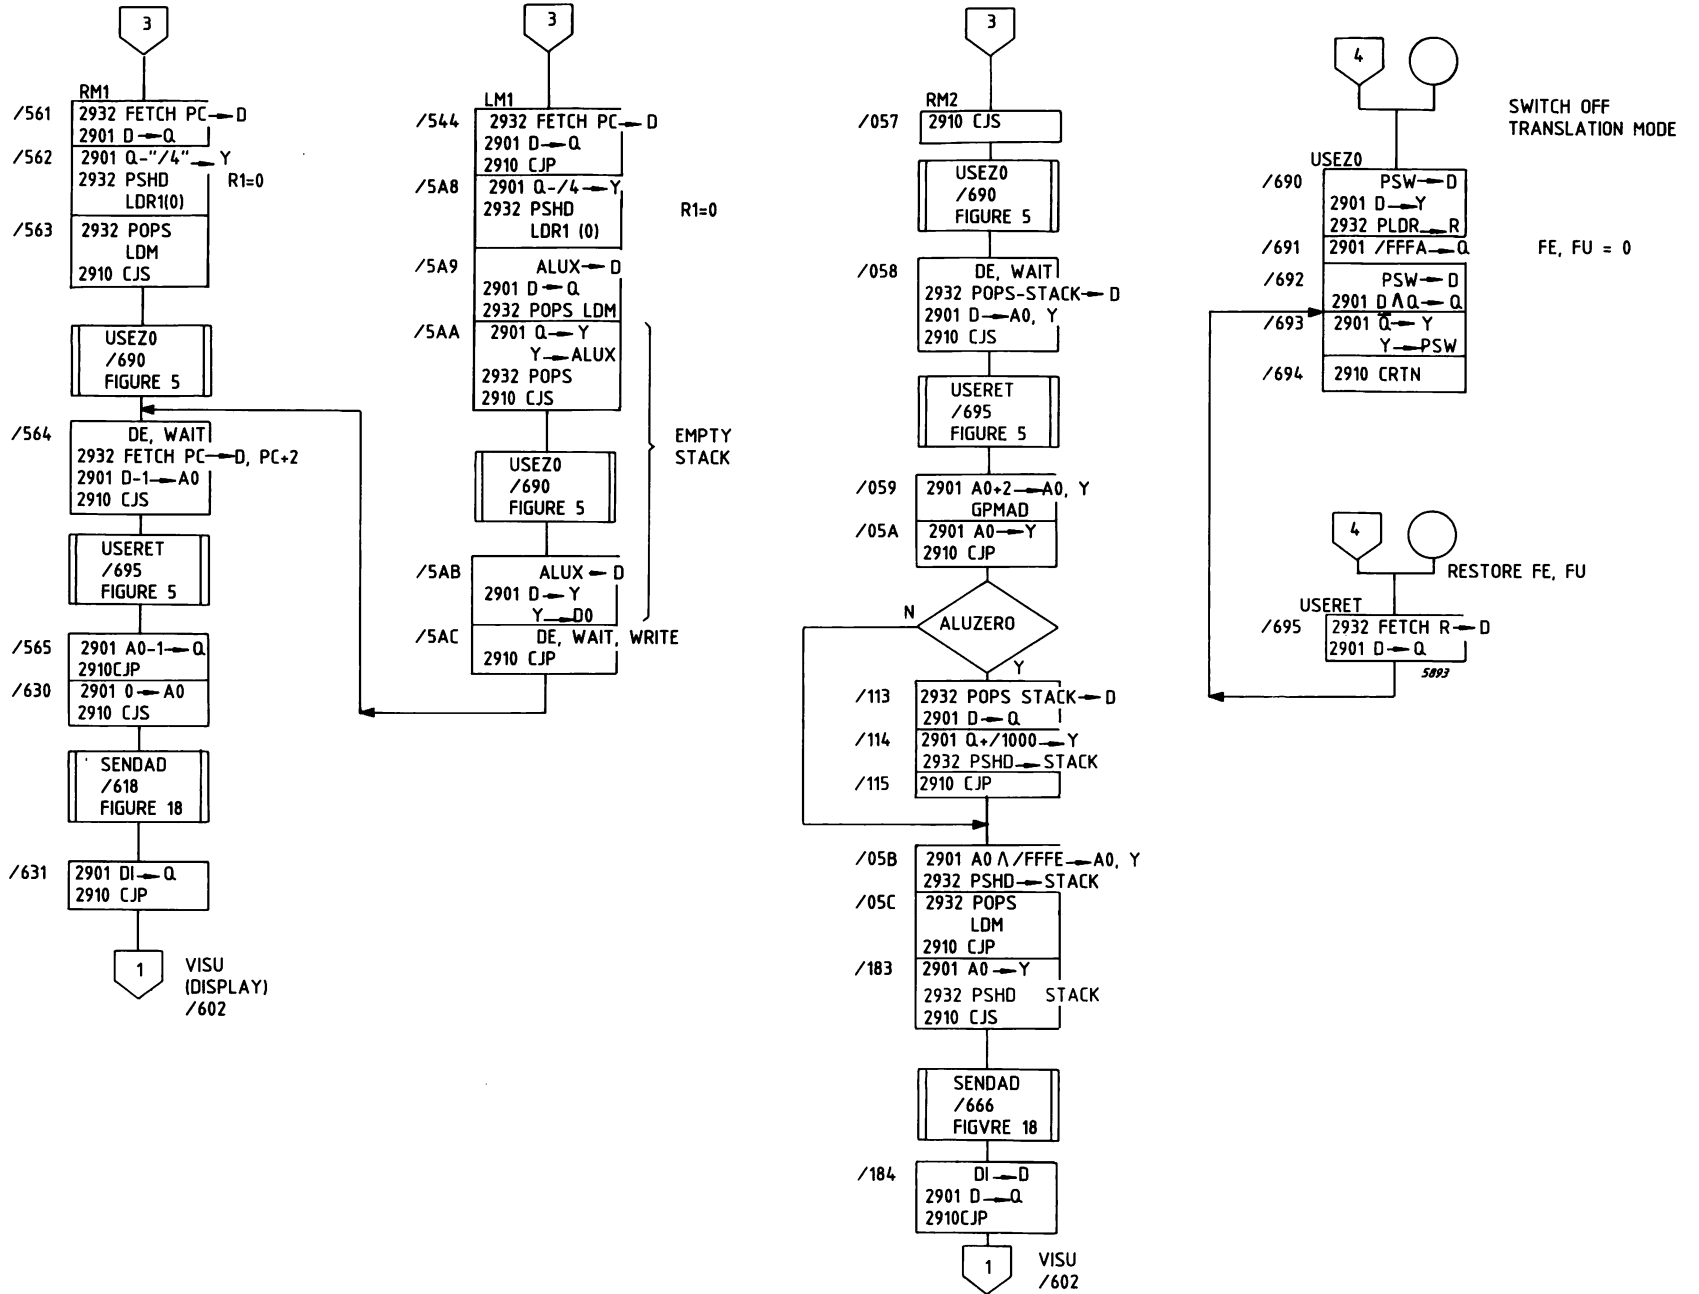 3
RM1
/561
2932 FETCH PC→D
2901 D→Q
/562
2901 Q-"/4"→Y
2932 PSHD R1=0
LDR1(0)
/563
2932 POPS
LDM
2910 CJS
USEZ0
/690
FIGURE 5
/564
DE, WAIT
2932 FETCH PC→D, PC+2
2901 D-1→A0
2910 CJS
USERET
/695
FIGURE 5
/565
2901 A0-1→Q
2910CJP
/630
2901 0→A0
2910 CJS
SENDAD
/618
FIGURE 18
/631
2901 DI→Q
2910 CJP
1
VISU
(DISPLAY)
/602
3
LM1
/544
2932 FETCH PC→D
2901 D→Q
2910 CJP
/5A8
2901 Q-/4→Y
2932 PSHD R1=0
LDR1 (0)
/5A9
ALUX→D
2901 D→Q
2932 POPS LDM
/5AA
2901 Q→Y
Y→ALUX
2932 POPS
2910 CJS
EMPTY
STACK
USEZ0
/690
FIGURE 5
/5AB
ALUX←D
2901 D→Y
Y→D0
/5AC
DE, WAIT, WRITE
2910 CJP
3
RM2
/057
2910 CJS
USEZ0
/690
FIGURE 5
/058
DE, WAIT
2932 POPS-STACK→D
2901 D→A0, Y
2910 CJS
USERET
/695
FIGURE 5
/059
2901 A0+2→A0, Y
GPMAD
/05A
2901 A0→Y
2910 CJP
N
ALUZERO
Y
/113
2932 POPS STACK→D
2901 D→Q
/114
2901 Q+/1000→Y
2932 PSHD→STACK
/115
2910 CJP
/05B
2901 A0 Λ /FFFE→A0, Y
2932 PSHD→STACK
/05C
2932 POPS
LDM
2910 CJP
/183
2901 A0→Y
2932 PSHD STACK
2910 CJS
SENDAD
/666
FIGVRE 18
/184
DI→D
2901 D→Q
2910CJP
1
VISU
/602
4
SWITCH OFF
TRANSLATION MODE
USEZ0
/690
PSW→D
2901 D→Y
2932 PLDR→R
/691
2901 /FFFA→Q FE, FU = 0
/692
PSW→D
2901 D Λ Q→Q
/693
2901 Q→Y
Y→PSW
/694
2910 CRTN
4
RESTORE FE, FU
USERET
/695
2932 FETCH R→D
2901 D→Q
5893